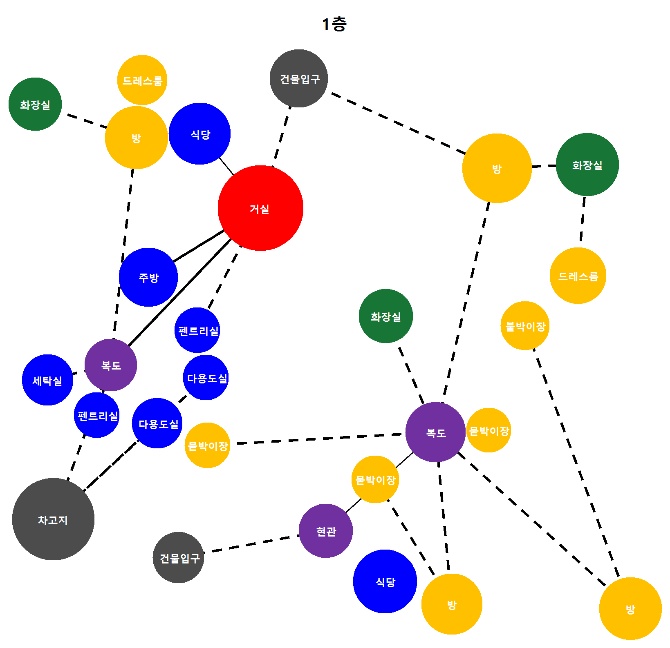 1층
건물입구
드레스룸
화장실
방
식당
방
화장실
거실
주방
드레스룸
화장실
붙박이장
펜트리실
복도
세탁실
다용도실
펜트리실
다용도실
붙박이장
복도
붙박이장
붙박이장
차고지
현관
건물입구
식당
방
방